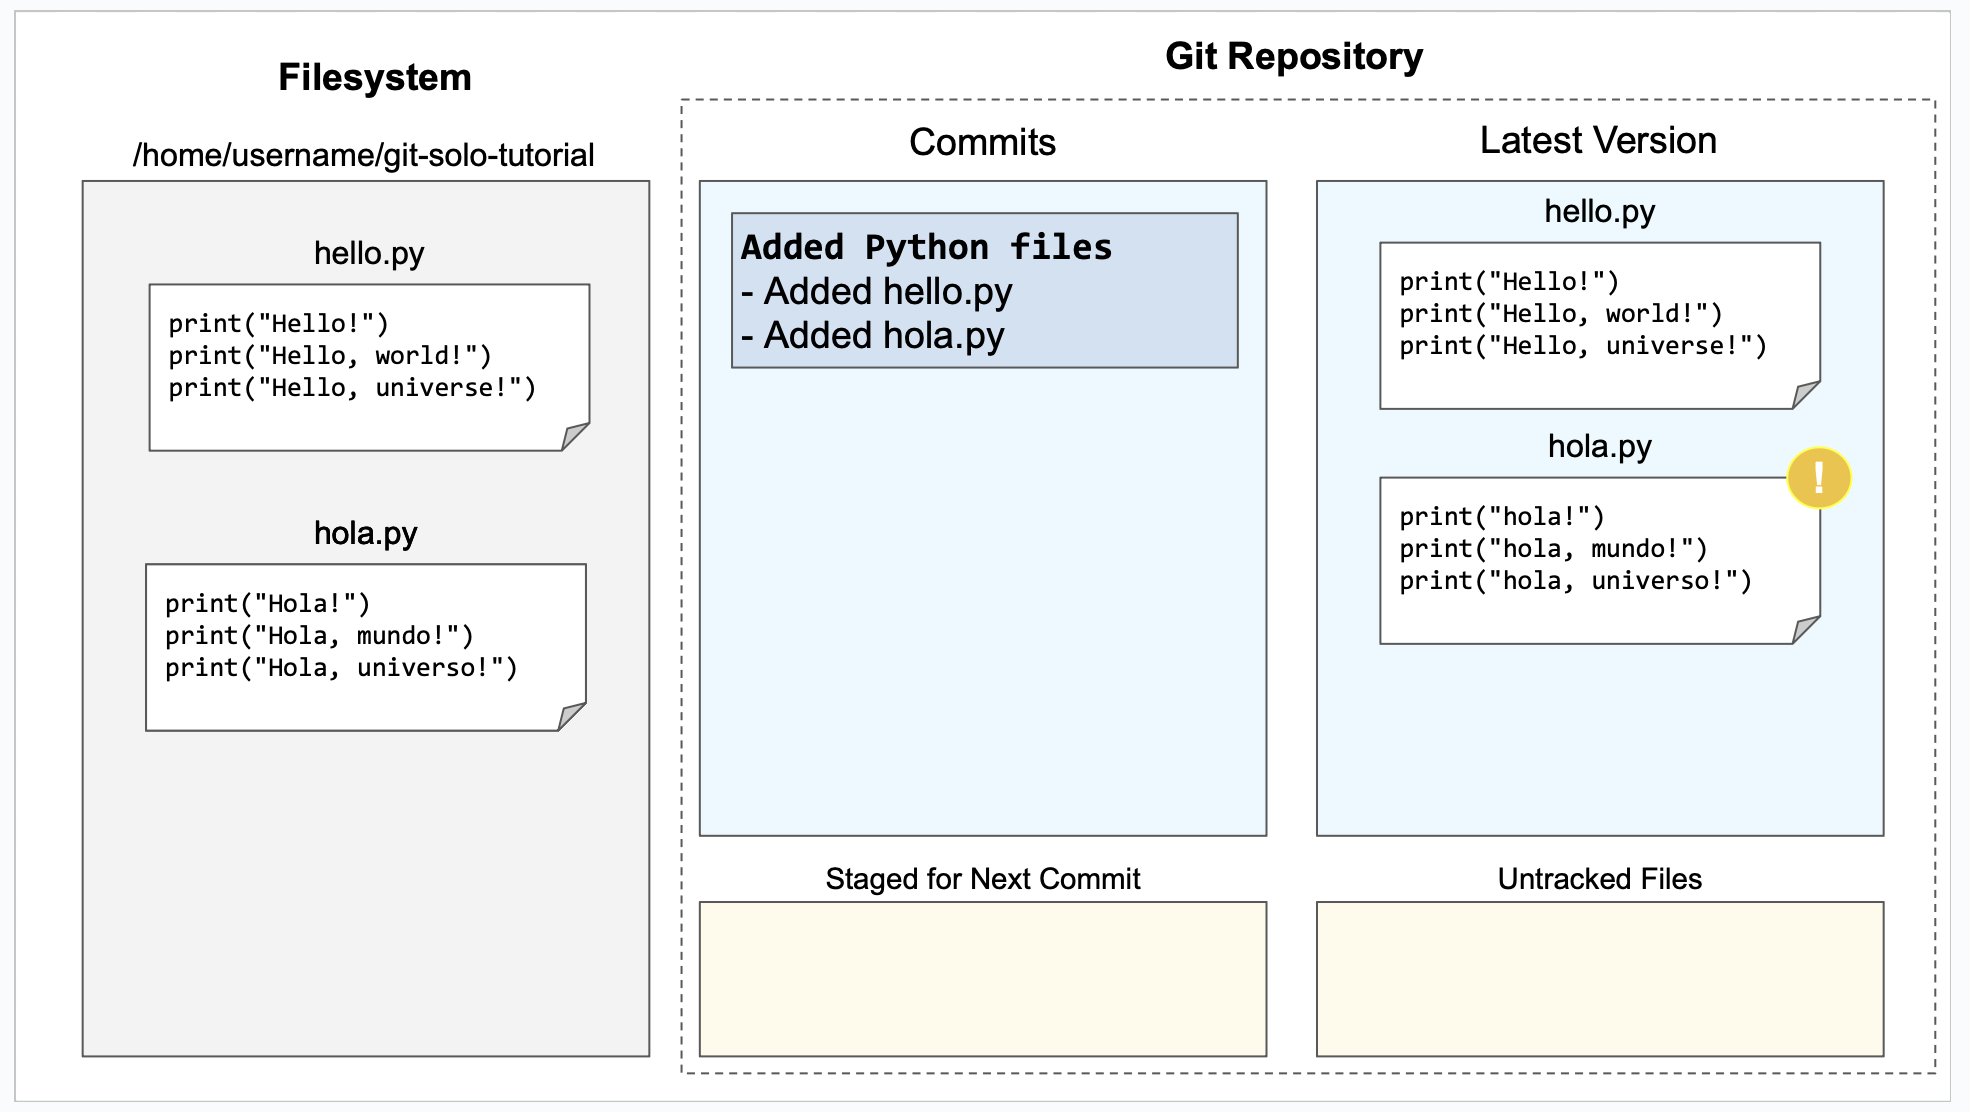 Filesystem
/home/username/git-solo-tutorial
hello.py
print("Hello!")
print("Hello, world!")
print("Hello, universe!")
hola.py
print("Hola!")
print("Hola, mundo!")
print("Hola, universo!")
Git Repository
Commits
Added Python files
- Added hello.py
- Added hola.py
Latest Version
hello.py
print("Hello!")
print("Hello, world!")
print("Hello, universe!")
hola.py
!
print("hola!")
print("hola, mundo!")
print("hola, universo!")
Staged for Next Commit
Untracked Files